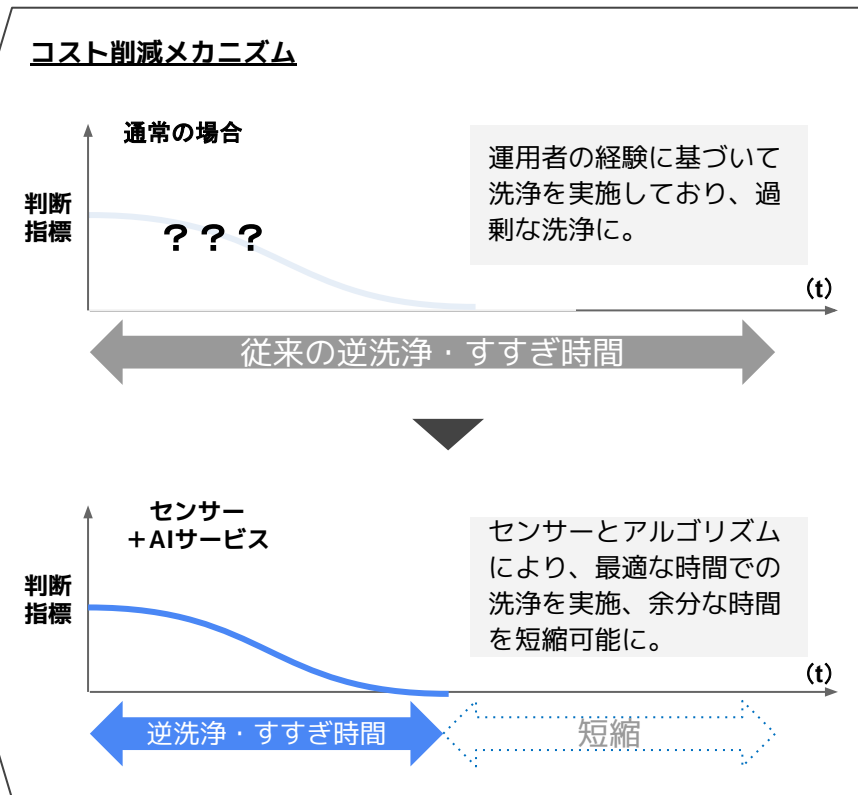 コスト削減メカニズム
通常の場合
判断
指標
？？？
運用者の経験に基づいて
洗浄を実施しており、過
剰な洗浄に。
(t)
従来の逆洗浄・すすぎ時間
センサー
＋AIサービス
判断
指標
センサーとアルゴリズム
により、最適な時間での
洗浄を実施、余分な時間
を短縮可能に。
(t)
逆洗浄・すすぎ時間
短縮